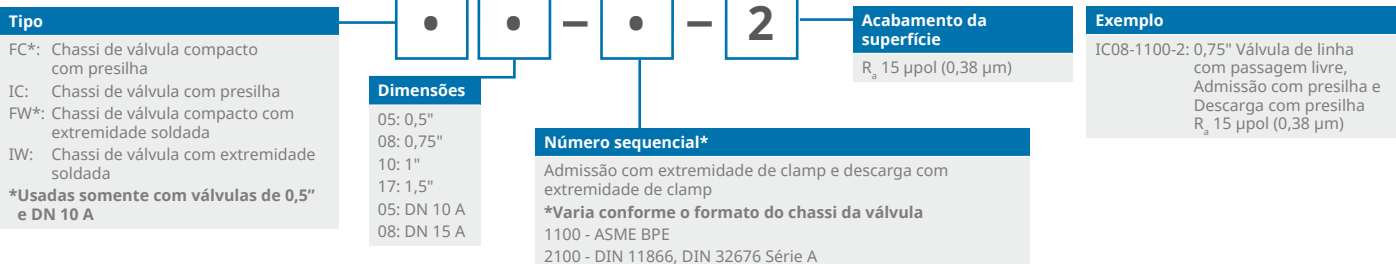 • • – • – 2
Tipo
FC*: Chassi de válvula compacto
com presilha
IC: Chassi de válvula com presilha
FW*: Chassi de válvula compacto com
extremidade soldada
IW: Chassi de válvula com extremidade
soldada
*Usadas somente com válvulas de 0,5”
e DN 10 A
Dimensões
05: 0,5"
08: 0,75"
10: 1"
17: 1,5"
05: DN 10 A
08: DN 15 A
Número sequencial*
Admissão com extremidade de clamp e descarga com
extremidade de clamp
*Varia conforme o formato do chassi da válvula
1100 - ASME BPE
2100 - DIN 11866, DIN 32676 Série A
Acabamento da
superfície
Ra 15 μpol (0,38 μm)
Exemplo
IC08-1100-2: 0,75" Válvula de linha
com passagem livre,
Admissão com presilha e
Descarga com presilha
Ra 15 μpol (0,38 μm)